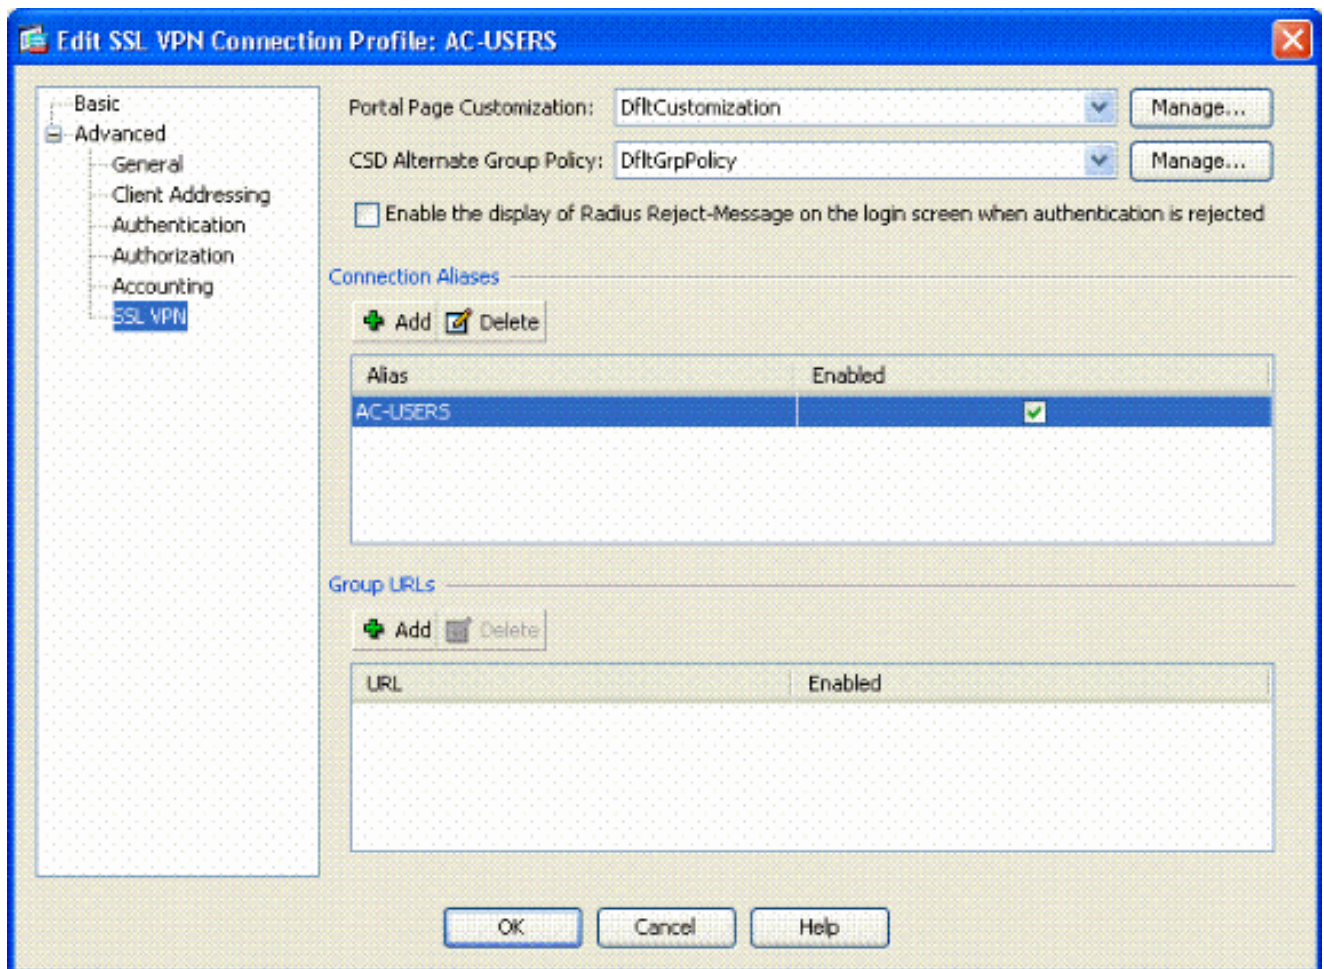 Edit SSL VPN Connection Profile: AC-USERS
Basic
Advanced
General
Client Addressing
Authentication
Authorization
Accounting
SSL VPN
Portal Page Customization: DfltCustomization Manage...
CSD Alternate Group Policy: DfltGrpPolicy Manage...
Enable the display of Radius Reject-Message on the login screen when authentication is rejected
Connection Aliases
Add Delete
Alias Enabled
AC-USERS
Group URLs
Add Delete
URL Enabled
OK Cancel Help